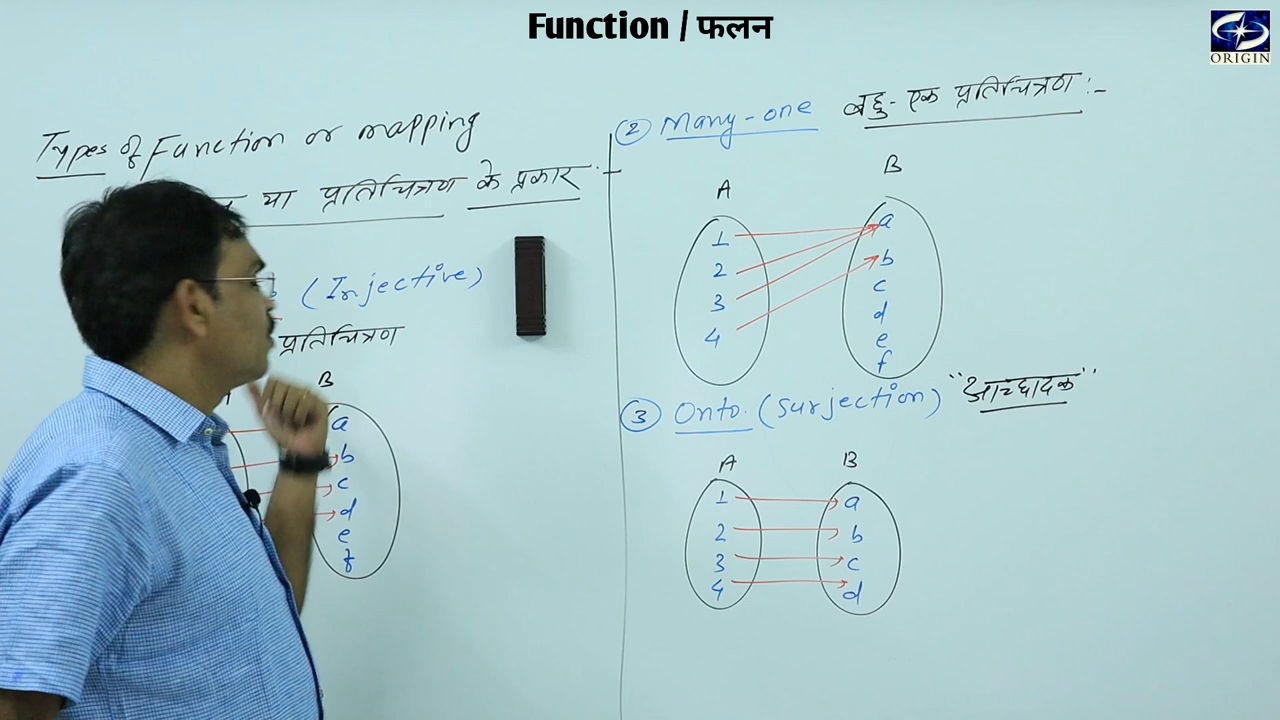 Function / फलन
ORIGIN
Types of Function or mapping
या प्रतिचित्रण के प्रकार :-
(Injective)
प्रतिचित्रण
B
a
b
c
d
e
f
② Many-one बहु-एक प्रतिचित्रण :-
A B
1 a
2 b
3 c
4 d
e
f
③ Onto. (Surjection) "आच्छादक"
A B
1 a
2 b
3 c
4 d